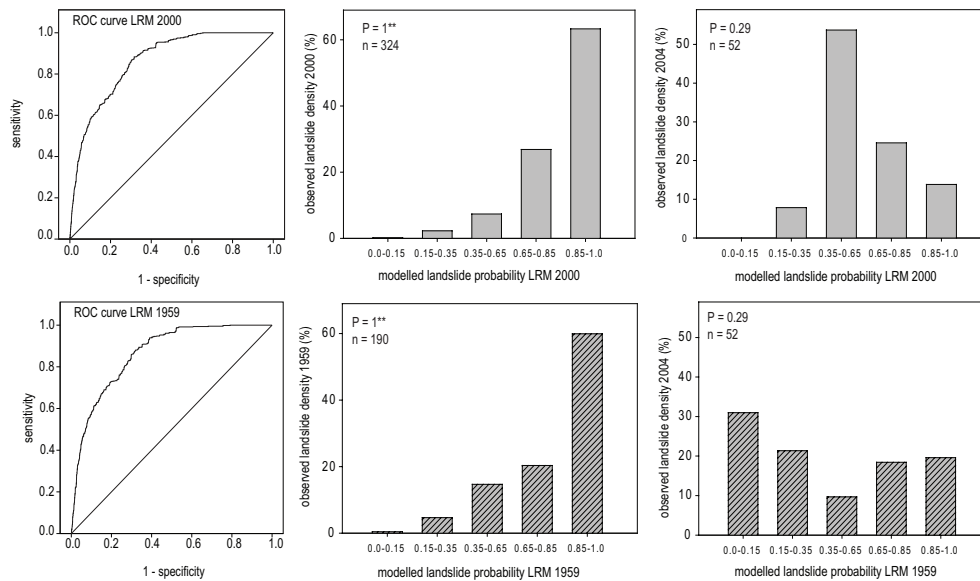 ROC curve LRM 2000
sensitivity
1.0
0.8
0.6
0.4
0.2
0.0
0.0 0.2 0.4 0.6 0.8 1.0
1 - specificity
P = 1**
n = 324
observed landslide density 2000 (%)
60
40
20
0
0.0-0.15 0.15-0.35 0.35-0.65 0.65-0.85 0.85-1.0
modelled landslide probability LRM 2000
P = 0.29
n = 52
observed landslide density 2004 (%)
50
40
30
20
10
0
0.0-0.15 0.15-0.35 0.35-0.65 0.65-0.85 0.85-1.0
modelled landslide probability LRM 2000
ROC curve LRM 1959
sensitivity
1.0
0.8
0.6
0.4
0.2
0.0
0.0 0.2 0.4 0.6 0.8 1.0
1 - specificity
P = 1**
n = 190
observed landslide density 1959 (%)
60
40
20
0
0.0-0.15 0.15-0.35 0.35-0.65 0.65-0.85 0.85-1.0
modelled landslide probability LRM 1959
P = 0.29
n = 52
observed landslide density 2004 (%)
50
40
30
20
10
0
0.0-0.15 0.15-0.35 0.35-0.65 0.65-0.85 0.85-1.0
modelled landslide probability LRM 1959